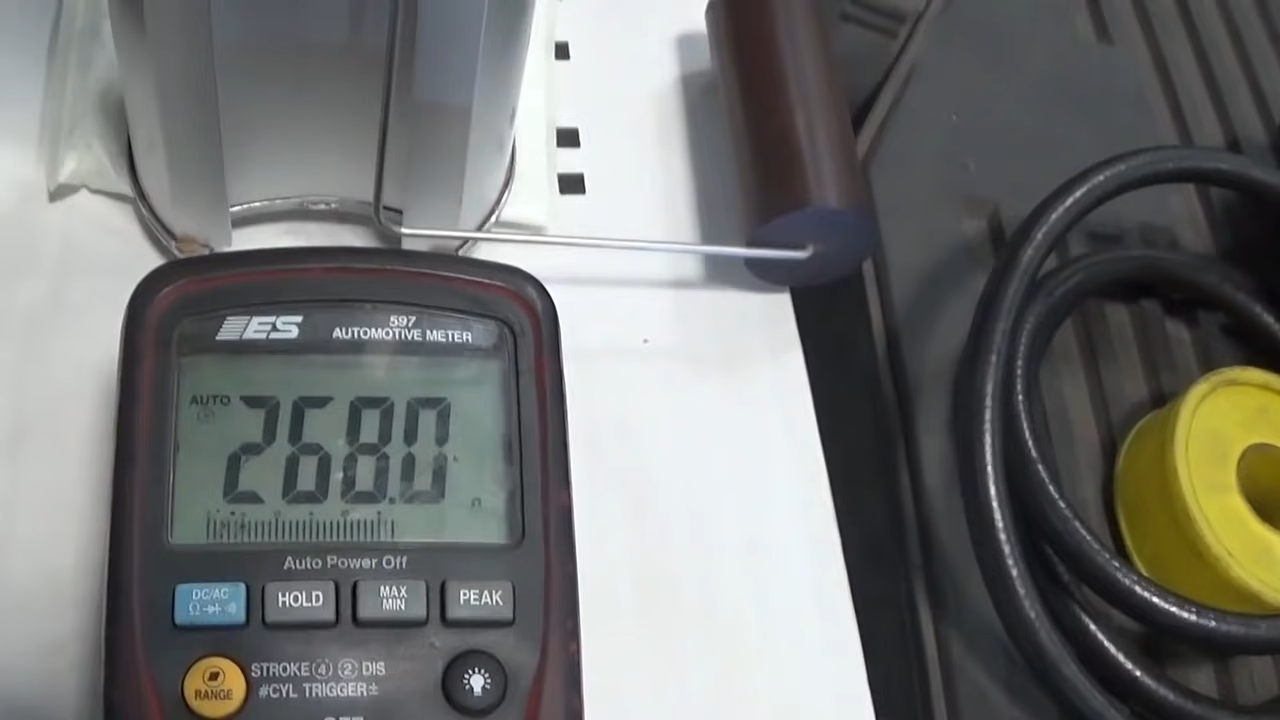 ES
597
AUTOMOTIVE METER
AUTO
268.0
Ω
Auto Power Off
DC/AC
Ω
HOLD
MAX
MIN
PEAK
RANGE
STROKE ④ ② DIS
#CYL TRIGGER±